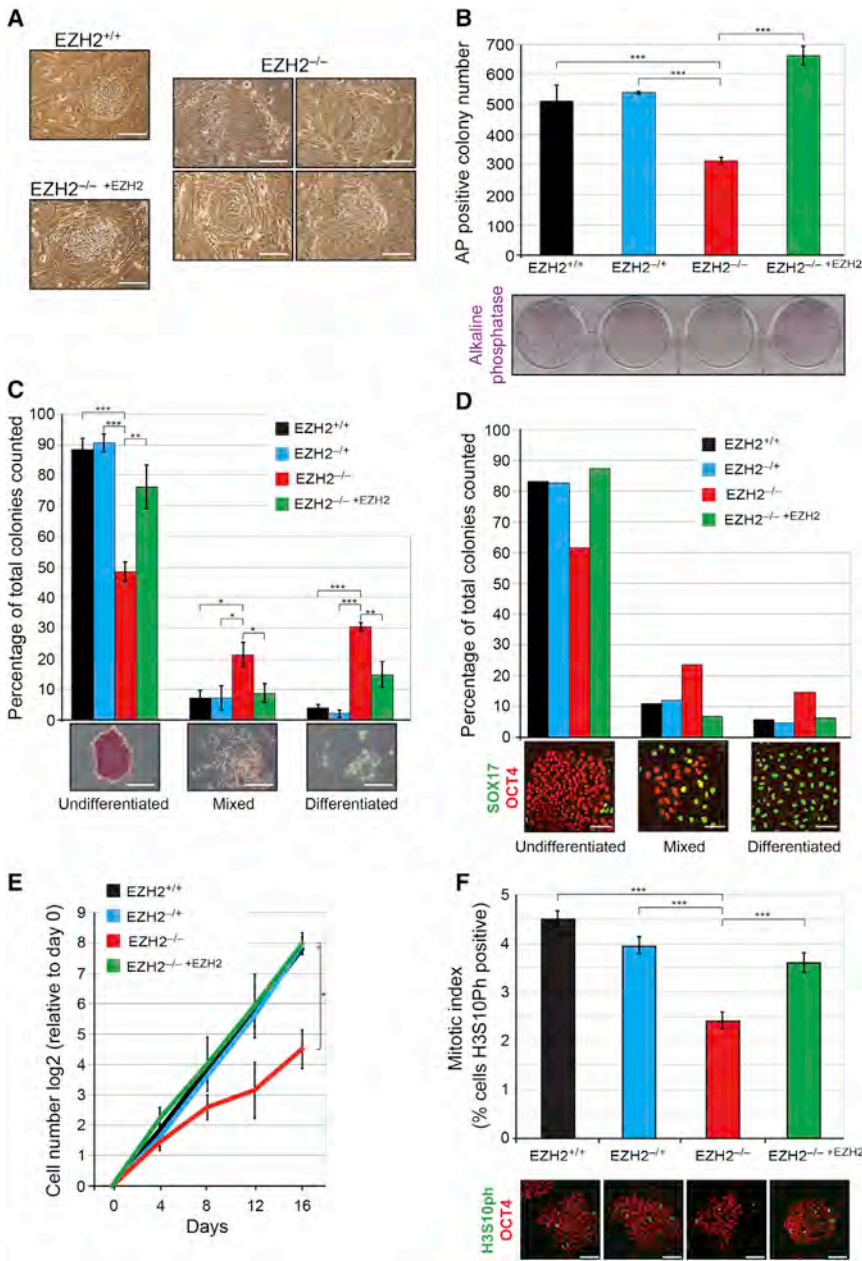 A
EZH2+/+
EZH2−/−
EZH2−/− +EZH2
B
AP positive colony number
700
600
500
400
300
200
100
0
***
***
***
EZH2+/+
EZH2−/+
EZH2−/−
EZH2−/− +EZH2
Alkaline
phosphatase
C
Percentage of total colonies counted
100
90
80
70
60
50
40
30
20
10
0
***
***
**
*
*
*
***
***
**
EZH2+/+
EZH2−/+
EZH2−/−
EZH2−/− +EZH2
Undifferentiated
Mixed
Differentiated
D
Percentage of total colonies counted
100
90
80
70
60
50
40
30
20
10
0
EZH2+/+
EZH2−/+
EZH2−/−
EZH2−/− +EZH2
SOX17
OCT4
Undifferentiated
Mixed
Differentiated
E
EZH2+/+
EZH2−/+
EZH2−/−
EZH2−/− +EZH2
Cell number log2 (relative to day 0)
9
8
7
6
5
4
3
2
1
0
*
0
4
8
12
16
Days
F
Mitotic index
(% cells H3S10Ph positive)
5
4
3
2
1
0
***
***
***
EZH2+/+
EZH2−/+
EZH2−/−
EZH2−/− +EZH2
H3S10ph
OCT4